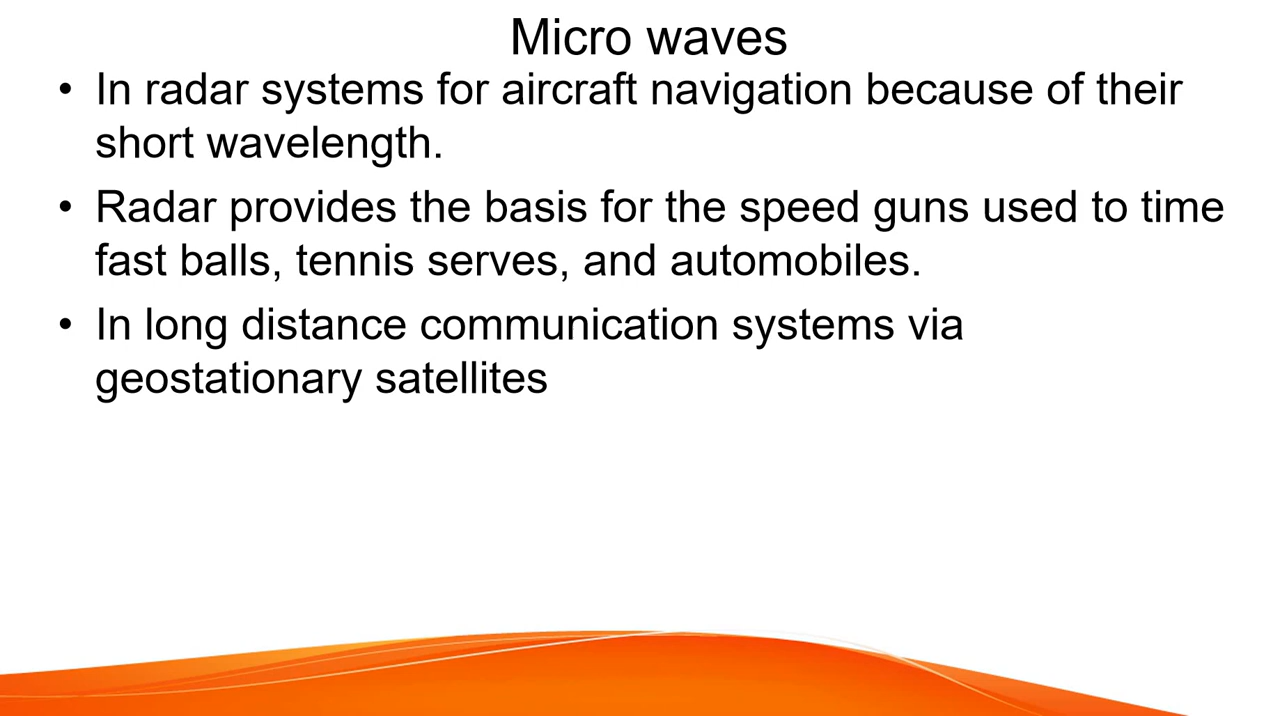 Micro waves
• In radar systems for aircraft navigation because of their
short wavelength.
• Radar provides the basis for the speed guns used to time
fast balls, tennis serves, and automobiles.
• In long distance communication systems via
geostationary satellites